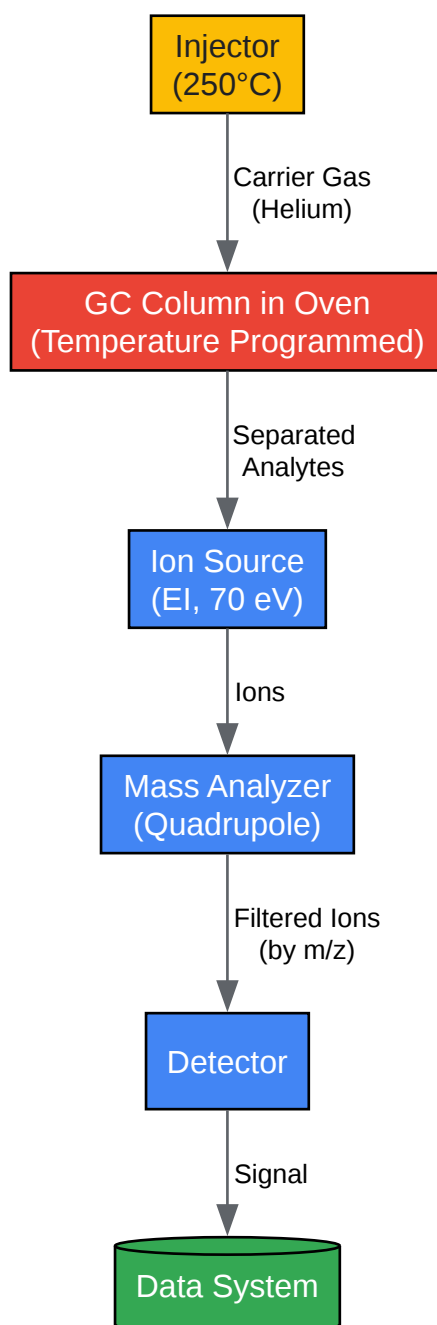 Injector
(250°C)
Carrier Gas
(Helium)
GC Column in Oven
(Temperature Programmed)
Separated
Analytes
Ion Source
(EI, 70 eV)
Ions
Mass Analyzer
(Quadrupole)
Filtered Ions
(by m/z)
Detector
Signal
Data System